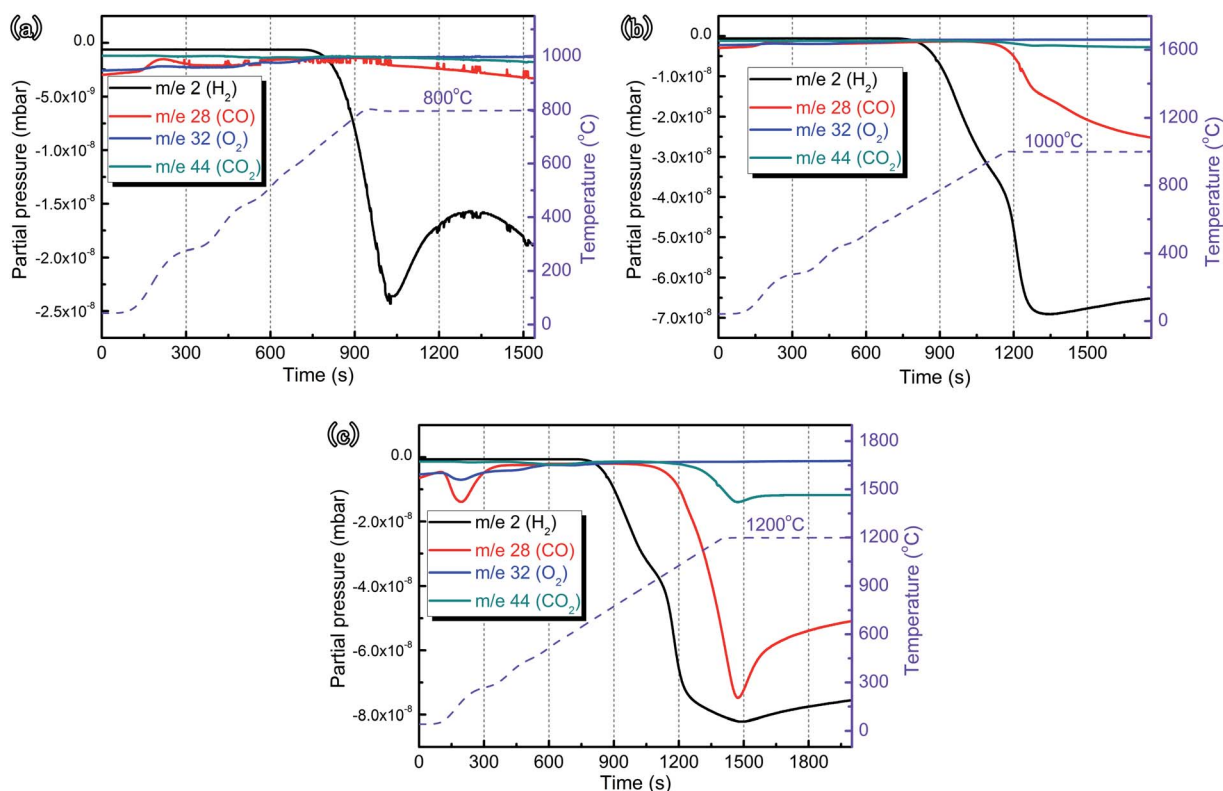 (a)
0.0
-5.0x10⁻⁹
-1.0x10⁻⁸
-1.5x10⁻⁸
-2.0x10⁻⁸
-2.5x10⁻⁸
Partial pressure (mbar)
m/e 2 (H₂)
m/e 28 (CO)
m/e 32 (O₂)
m/e 44 (CO₂)
800°C
1000
800
600
400
200
0
Temperature (°C)
0 300 600 900 1200 1500
Time (s)
(b)
0.0
-1.0x10⁻⁸
-2.0x10⁻⁸
-3.0x10⁻⁸
-4.0x10⁻⁸
-5.0x10⁻⁸
-6.0x10⁻⁸
-7.0x10⁻⁸
Partial pressure (mbar)
m/e 2 (H₂)
m/e 28 (CO)
m/e 32 (O₂)
m/e 44 (CO₂)
1000°C
1600
1200
800
400
0
Temperature (°C)
0 300 600 900 1200 1500
Time (s)
(c)
0.0
-2.0x10⁻⁸
-4.0x10⁻⁸
-6.0x10⁻⁸
-8.0x10⁻⁸
Partial pressure (mbar)
m/e 2 (H₂)
m/e 28 (CO)
m/e 32 (O₂)
m/e 44 (CO₂)
1200°C
1800
1500
1200
900
600
300
0
Temperature (°C)
0 300 600 900 1200 1500 1800
Time (s)